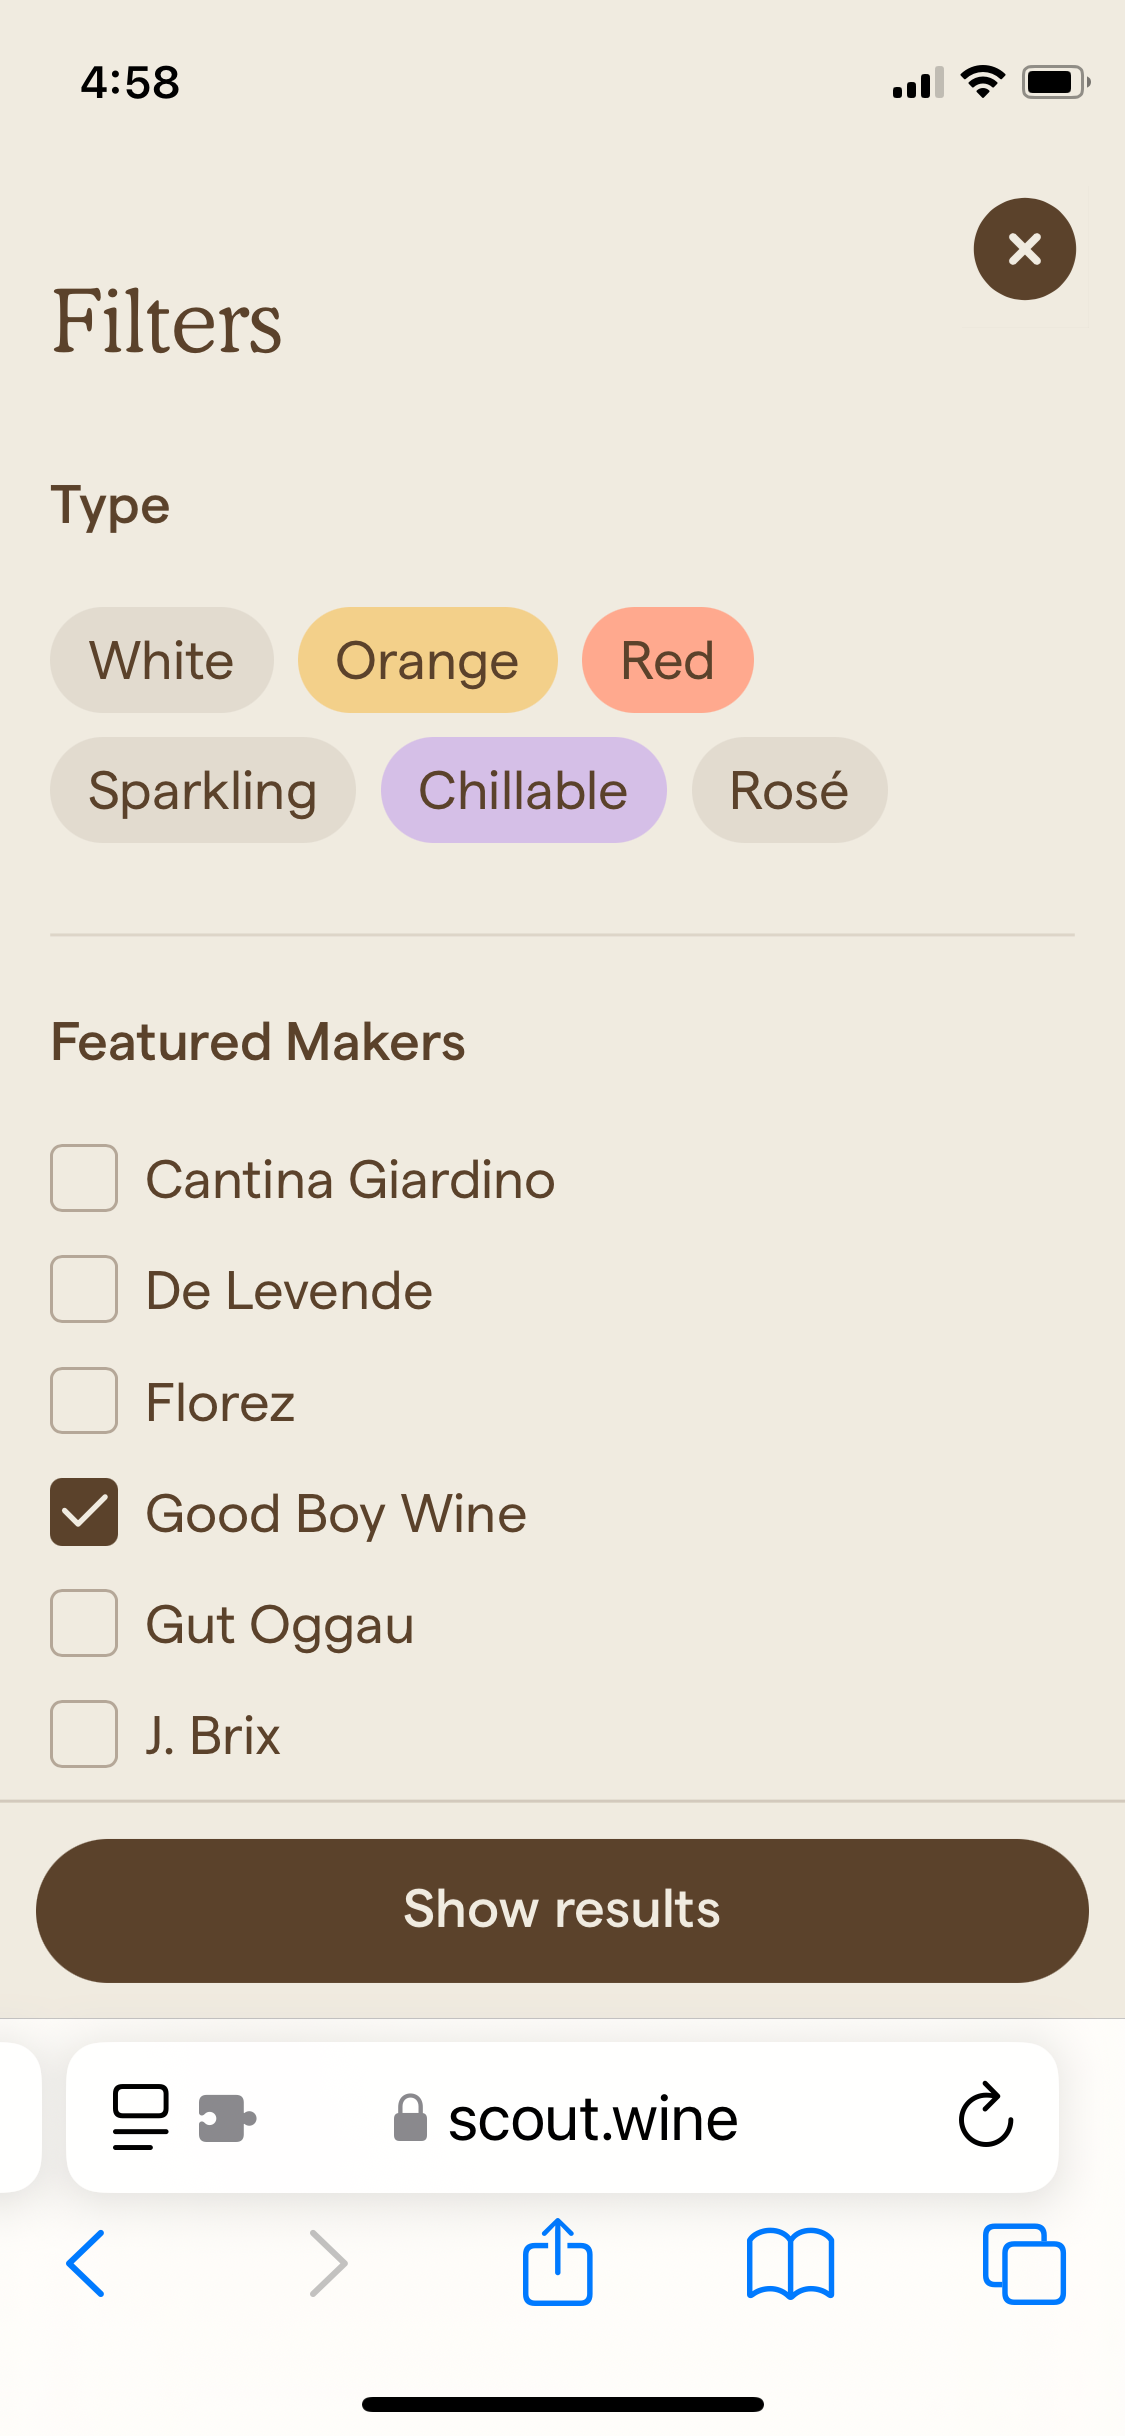 4:58
Filters
Type
White Orange Red
Sparkling Chillable Rosé
Featured Makers
Cantina Giardino
De Levende
Florez
Good Boy Wine
Gut Oggau
J. Brix
Show results
scout.wine